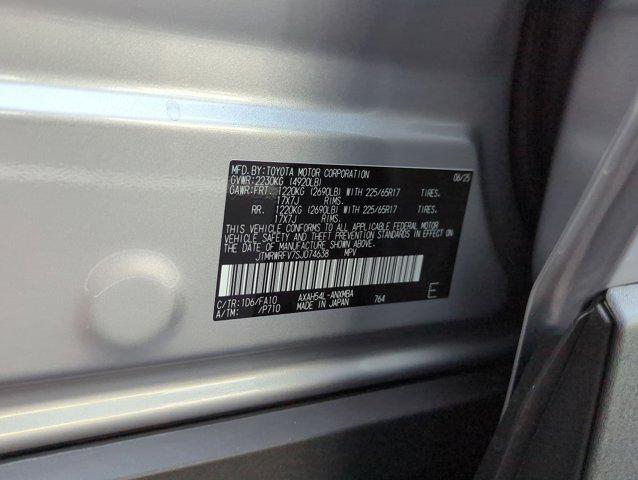 MFD. BY: TOYOTA MOTOR CORPORATION 06/25
GVWR: 2230KG (4920LB)
GAWR: FRT. 1220KG (2690LB) WITH 225/65R17 TIRES.
17X7J RIMS.
RR. 1220KG (2690LB) WITH 225/65R17 TIRES.
17X7J RIMS.
THIS VEHICLE CONFORMS TO ALL APPLICABLE FEDERAL MOTOR
VEHICLE SAFETY AND THEFT PREVENTION STANDARDS IN EFFECT
ON THE DATE OF MANUFACTURE SHOWN ABOVE.
JTMRWRFV7SJ074638 MPV
C/TR: 1D6/FA10 AXAH54L-ANXMBA 764
A/TM: /P710 MADE IN JAPAN
E